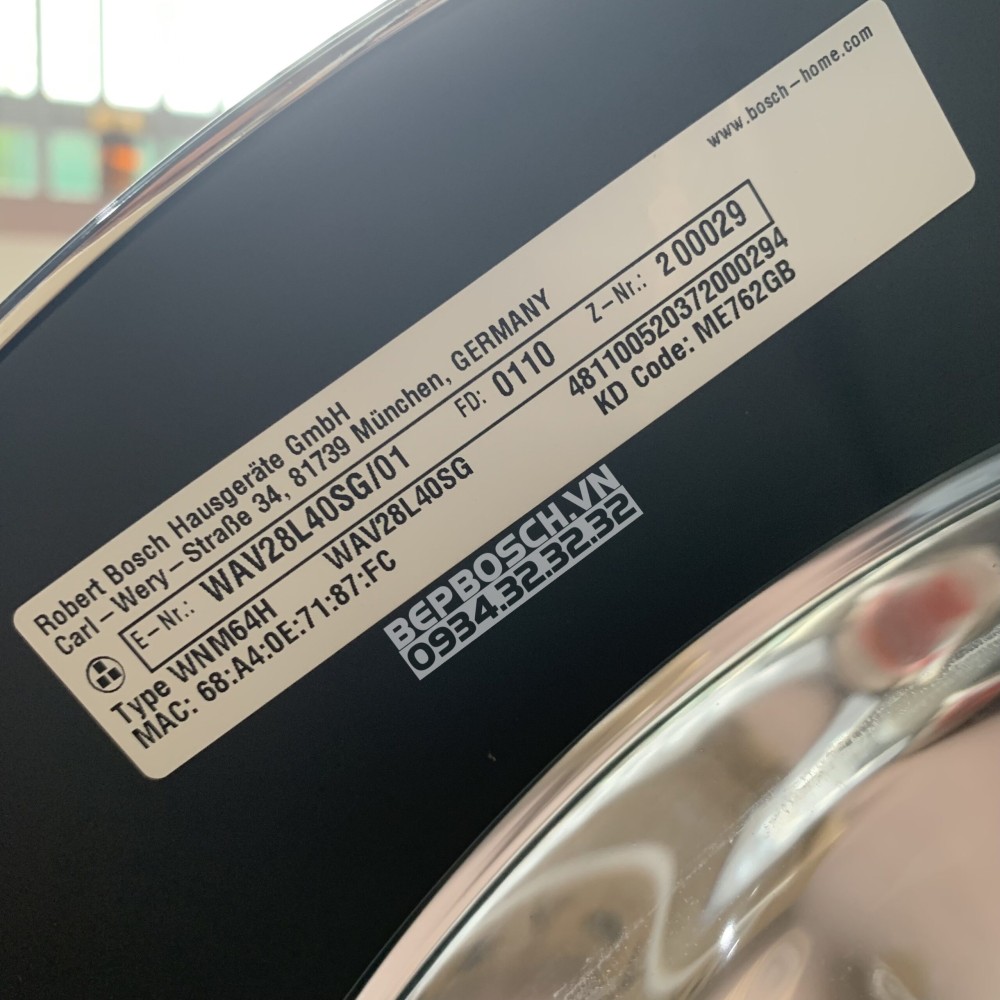 www.bosch-home.com
Robert Bosch Hausgeräte GmbH
Carl-Wery-Straße 34, 81739 München, GERMANY
E-Nr.: WAV28L40SG/01 FD: 0110 Z-Nr.: 200029
WAV28L40SG 481100520372000294
Type WNM64H KD Code: ME762GB
MAC: 68:A4:0E:71:87:FC
BEPBOSCH.VN
0934.32.32.32